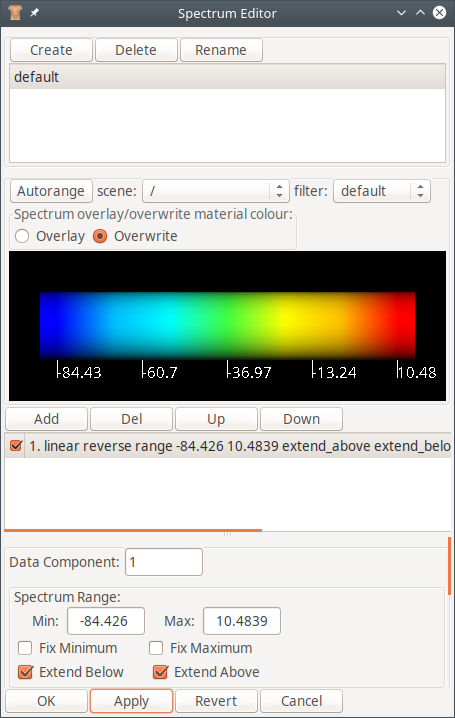 Spectrum Editor
Create Delete Rename
default
Autorange scene: / filter: default
Spectrum overlay/overwrite material colour:
Overlay Overwrite
-84.43 -60.7 -36.97 -13.24 10.48
Add Del Up Down
1. linear reverse range -84.426 10.4839 extend_above extend_belo
Data Component: 1
Spectrum Range:
Min: -84.426 Max: 10.4839
Fix Minimum Fix Maximum
Extend Below Extend Above
OK Apply Revert Cancel